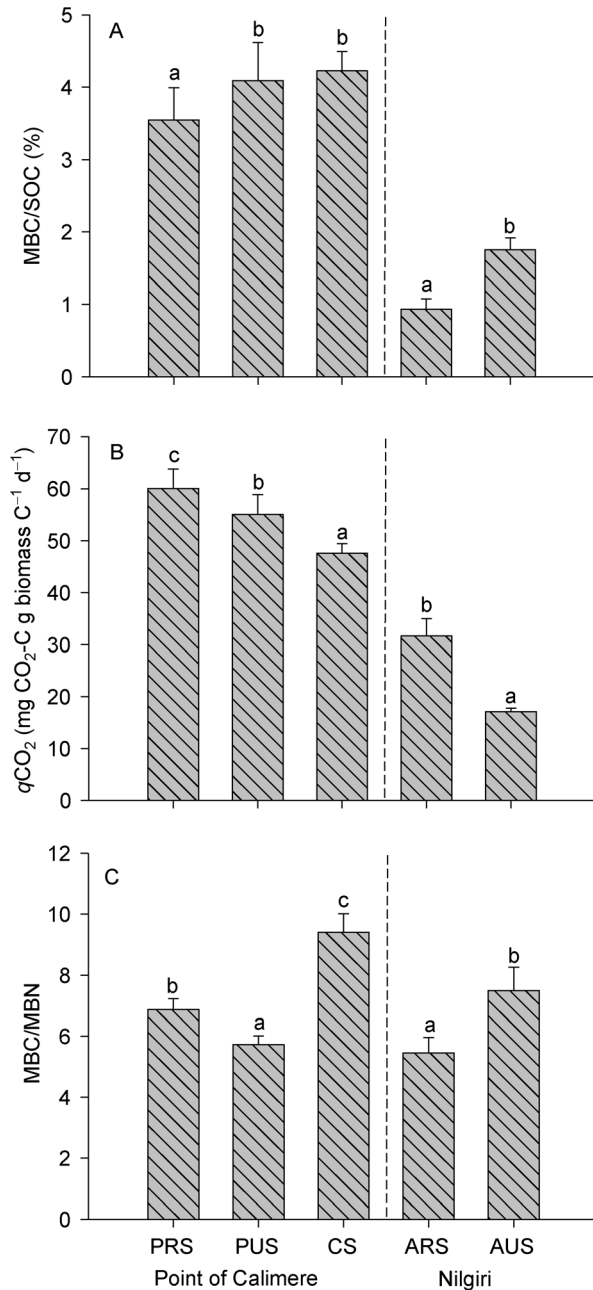 A
MBC/SOC (%)
5
4
3
2
1
0
a
b
b
a
b
B
qCO₂ (mg CO₂-C g biomass C⁻¹ d⁻¹)
70
60
50
40
30
20
10
0
c
b
a
b
a
C
MBC/MBN
12
10
8
6
4
2
0
b
a
c
a
b
PRS PUS CS ARS AUS
Point of Calimere Nilgiri